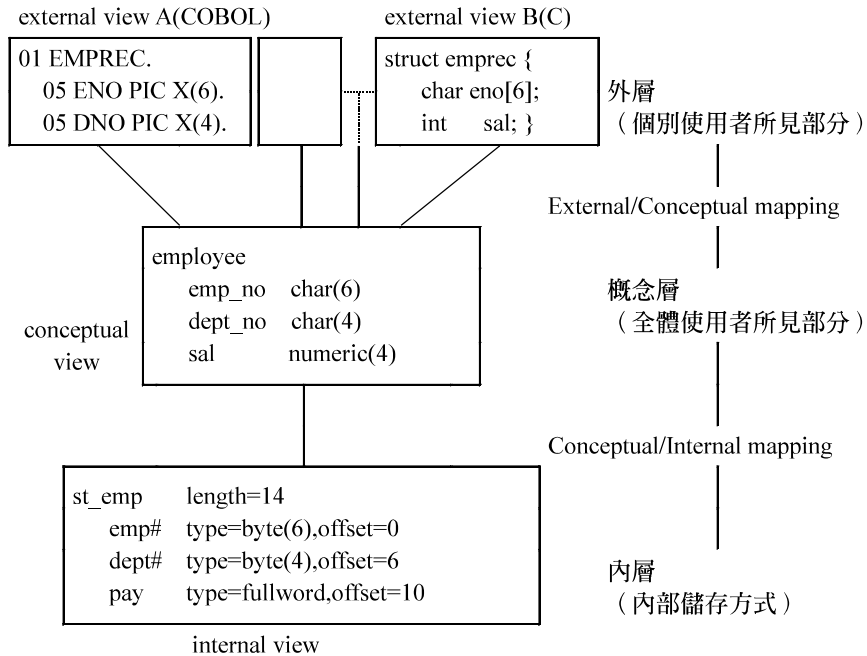 external view A(COBOL)
external view B(C)
01 EMPREC.
05 ENO PIC X(6).
05 DNO PIC X(4).
struct emprec {
char eno[6];
int sal; }
外層
（個別使用者所見部分）
External/Conceptual mapping
employee
emp_no char(6)
dept_no char(4)
sal numeric(4)
conceptual
view
概念層
（全體使用者所見部分）
Conceptual/Internal mapping
st_emp length=14
emp# type=byte(6),offset=0
dept# type=byte(4),offset=6
pay type=fullword,offset=10
internal view
內層
（內部儲存方式）